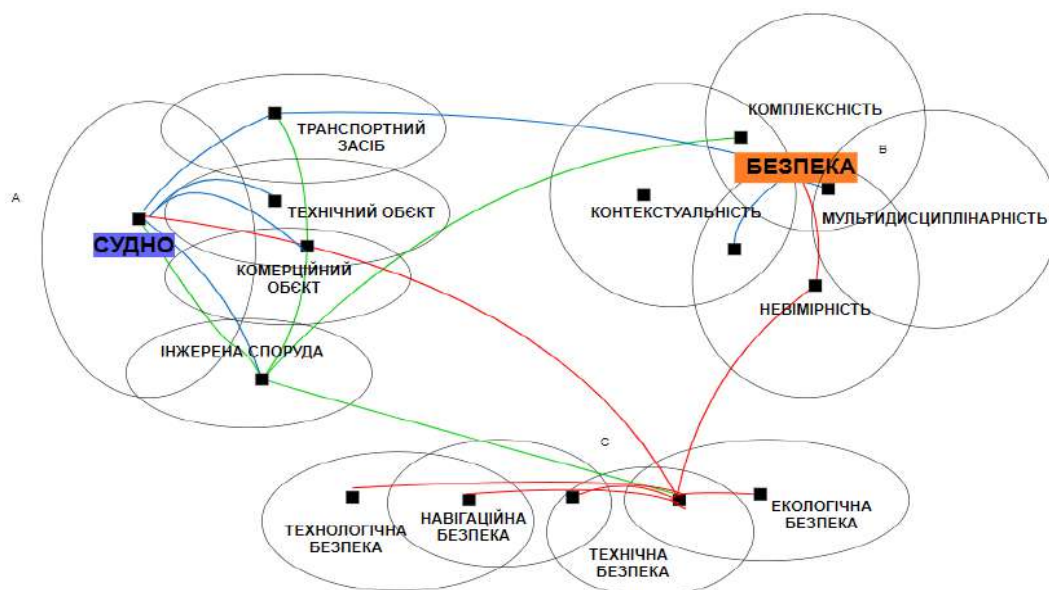 A
ТРАНСПОРТНИЙ
ЗАСІБ
ТЕХНІЧНИЙ ОБЄКТ
СУДНО
КОМЕРЦІЙНИЙ
ОБЄКТ
ІНЖЕРЕНА СПОРУДА
КОМПЛЕКСНІСТЬ
B
БЕЗПЕКА
КОНТЕКСТУАЛЬНІСТЬ
МУЛЬТИДИСЦИПЛІНАРНІСТЬ
НЕВІМІРНІСТЬ
C
ТЕХНОЛОГІЧНА
БЕЗПЕКА
НАВІГАЦІЙНА
БЕЗПЕКА
ТЕХНІЧНА
БЕЗПЕКА
ЕКОЛОГІЧНА
БЕЗПЕКА